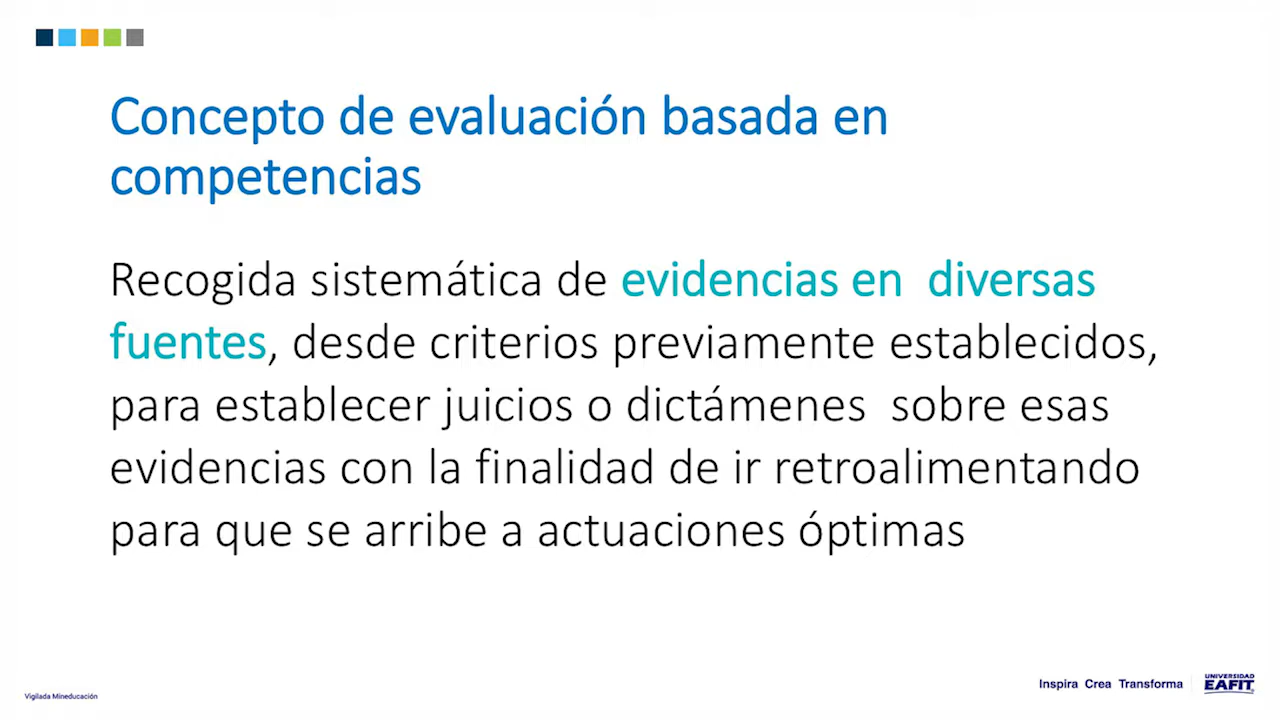 Concepto de evaluación basada en
competencias
Recogida sistemática de evidencias en diversas
fuentes, desde criterios previamente establecidos,
para establecer juicios o dictámenes sobre esas
evidencias con la finalidad de ir retroalimentando
para que se arribe a actuaciones óptimas
Vigilada Mineducación
Inspira Crea Transforma
UNIVERSIDAD
EAFIT